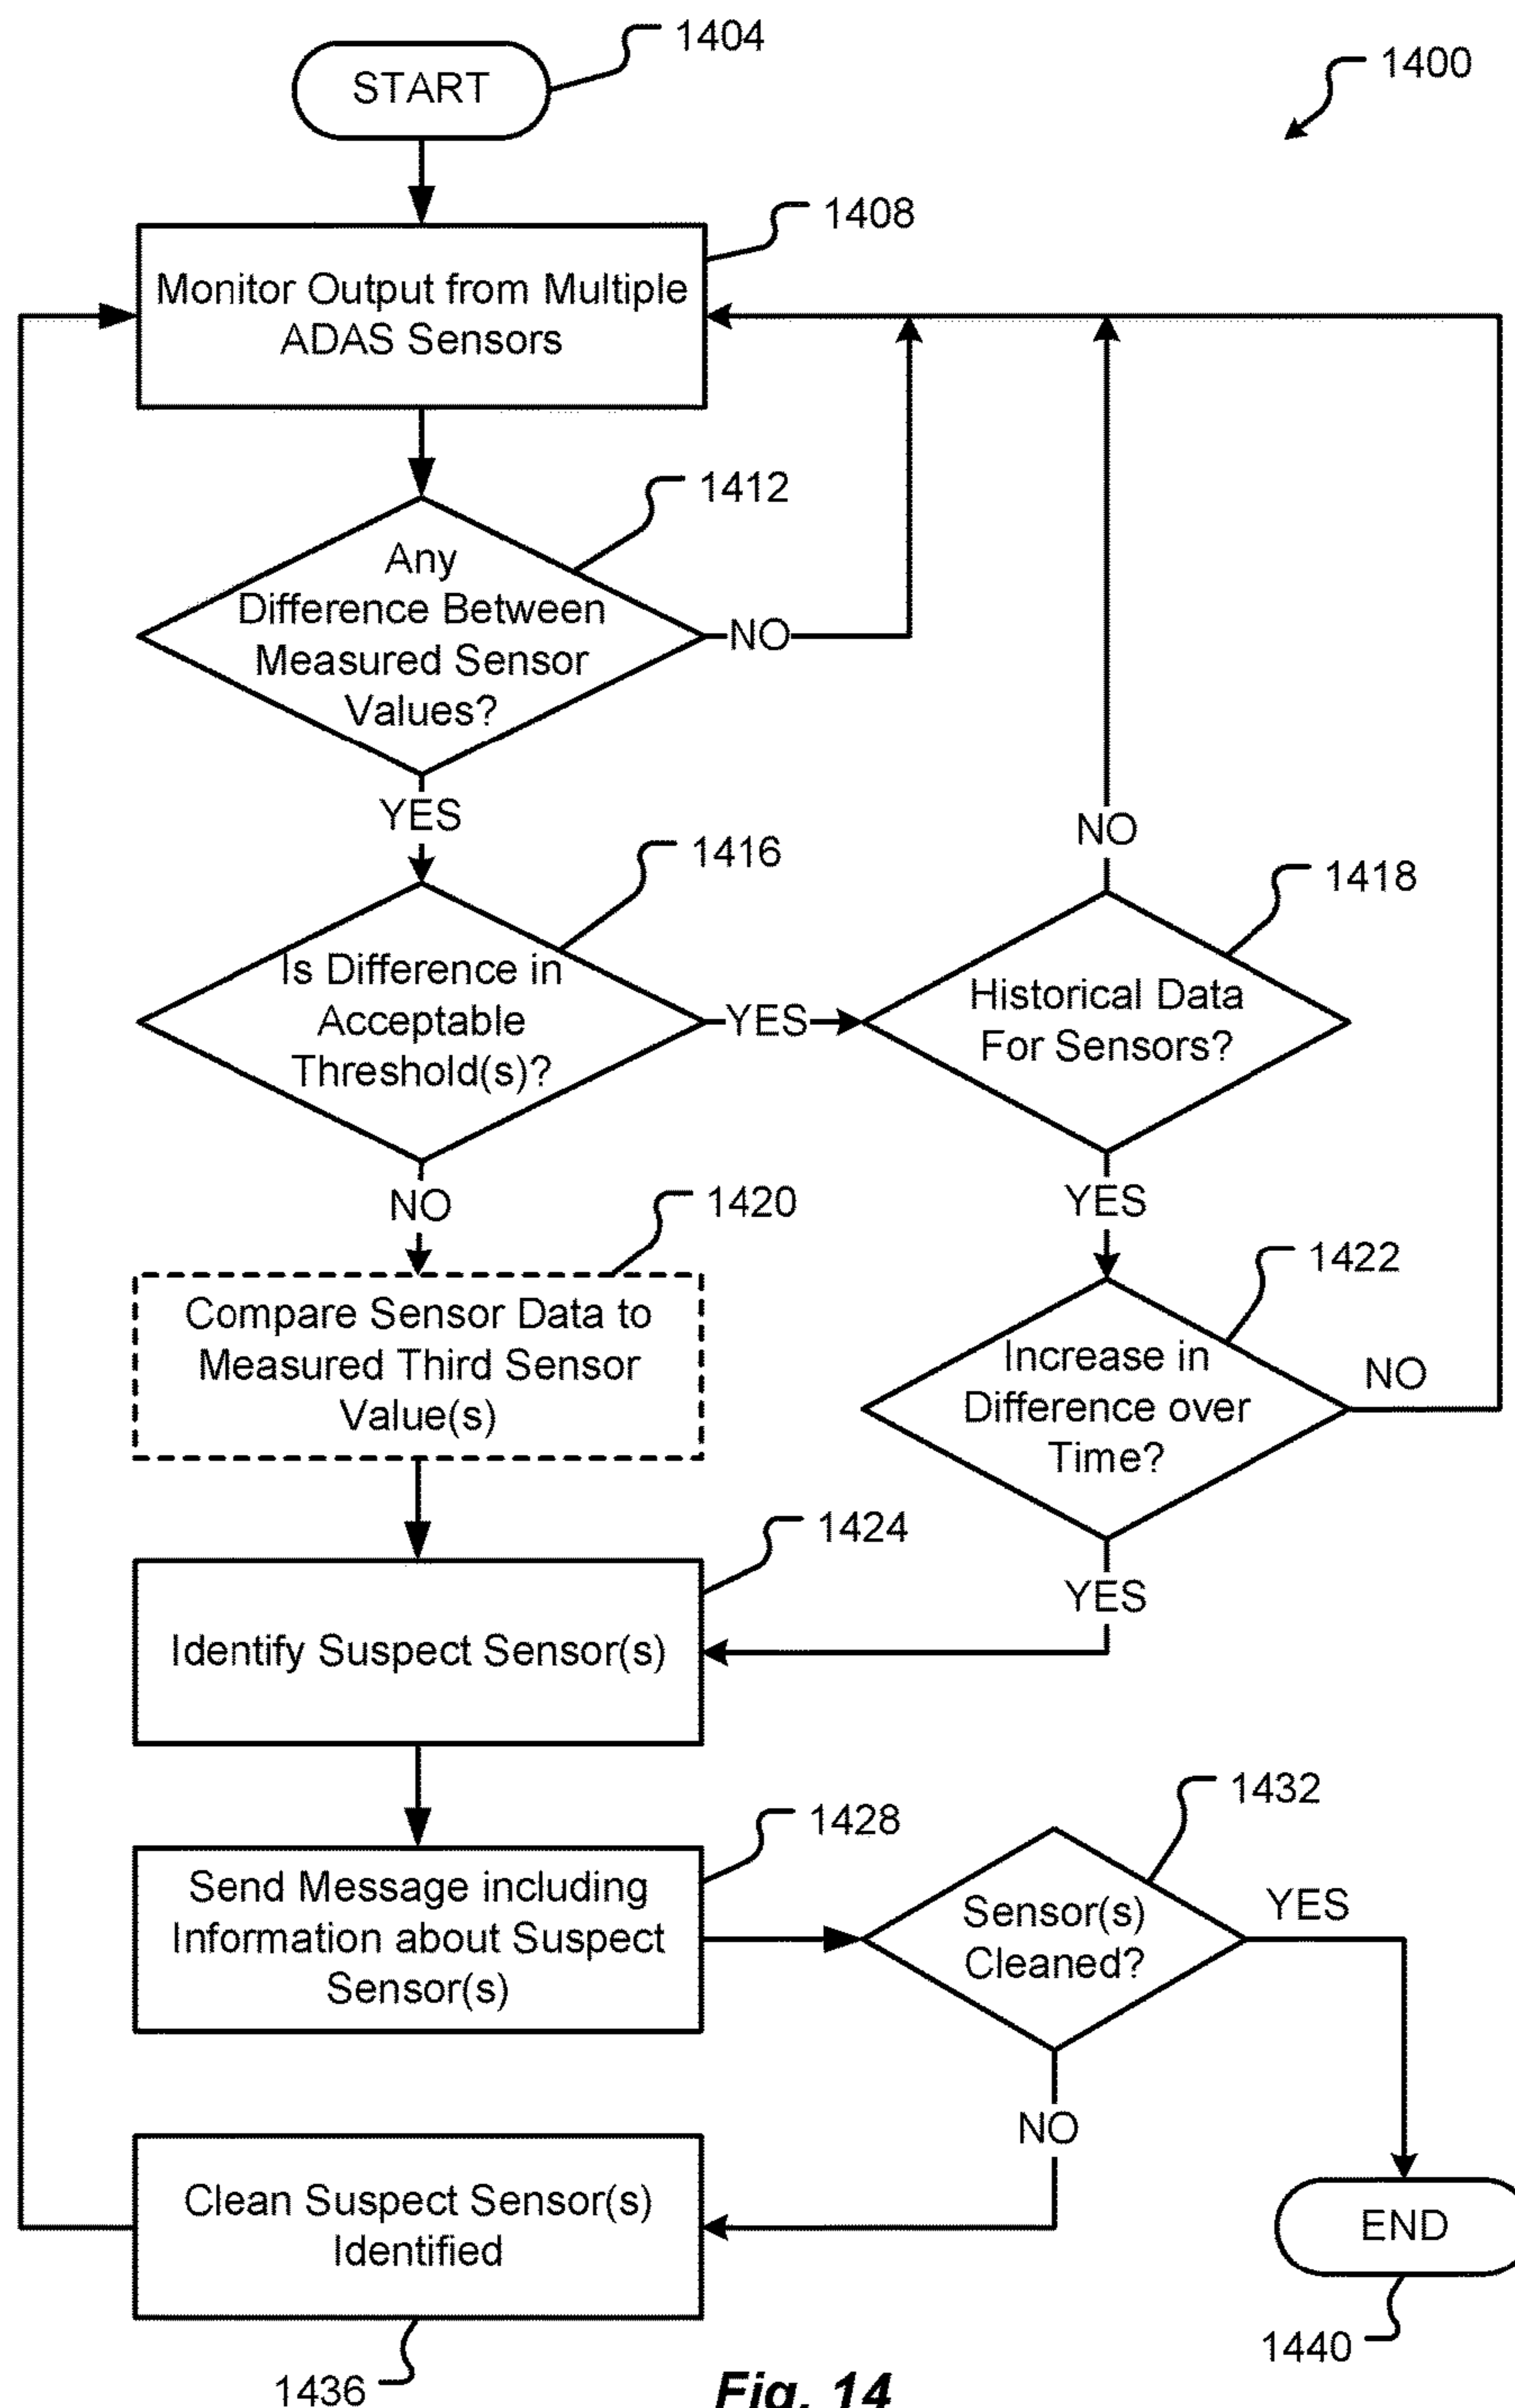 1404
START
1400
1408
Monitor Output from Multiple
ADAS Sensors
1412
Any
Difference Between
Measured Sensor
Values?
NO
YES
1416
NO
1418
Is Difference in
Acceptable
Threshold(s)?
YES
Historical Data
For Sensors?
NO
YES
1420
1422
Compare Sensor Data to
Measured Third Sensor
Value(s)
Increase in
Difference over
Time?
NO
1424
YES
Identify Suspect Sensor(s)
1428
1432
Send Message including
Information about Suspect
Sensor(s)
Sensor(s)
Cleaned?
YES
NO
Clean Suspect Sensor(s)
Identified
END
1436
1440
Fig. 14